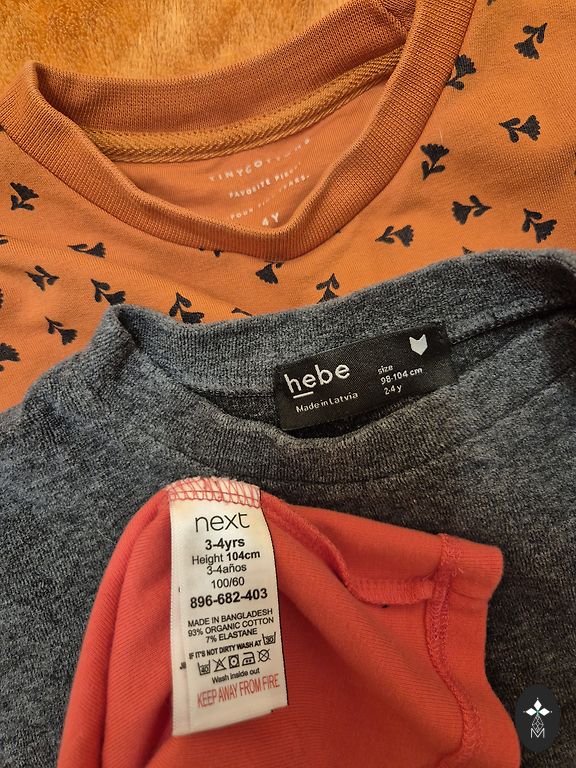 TINYCOTTONS
FAVORITE
4Y
hebe
Made in Latvia
size
98-104 cm
2-4 y
next
3-4yrs
Height 104cm
3-4años
100/60
896-682-403
MADE IN BANGLADESH
93% ORGANIC COTTON
7% ELASTANE
IF IT'S NOT DIRTY WASH AT 30
Wash inside out
KEEP AWAY FROM FIRE
M